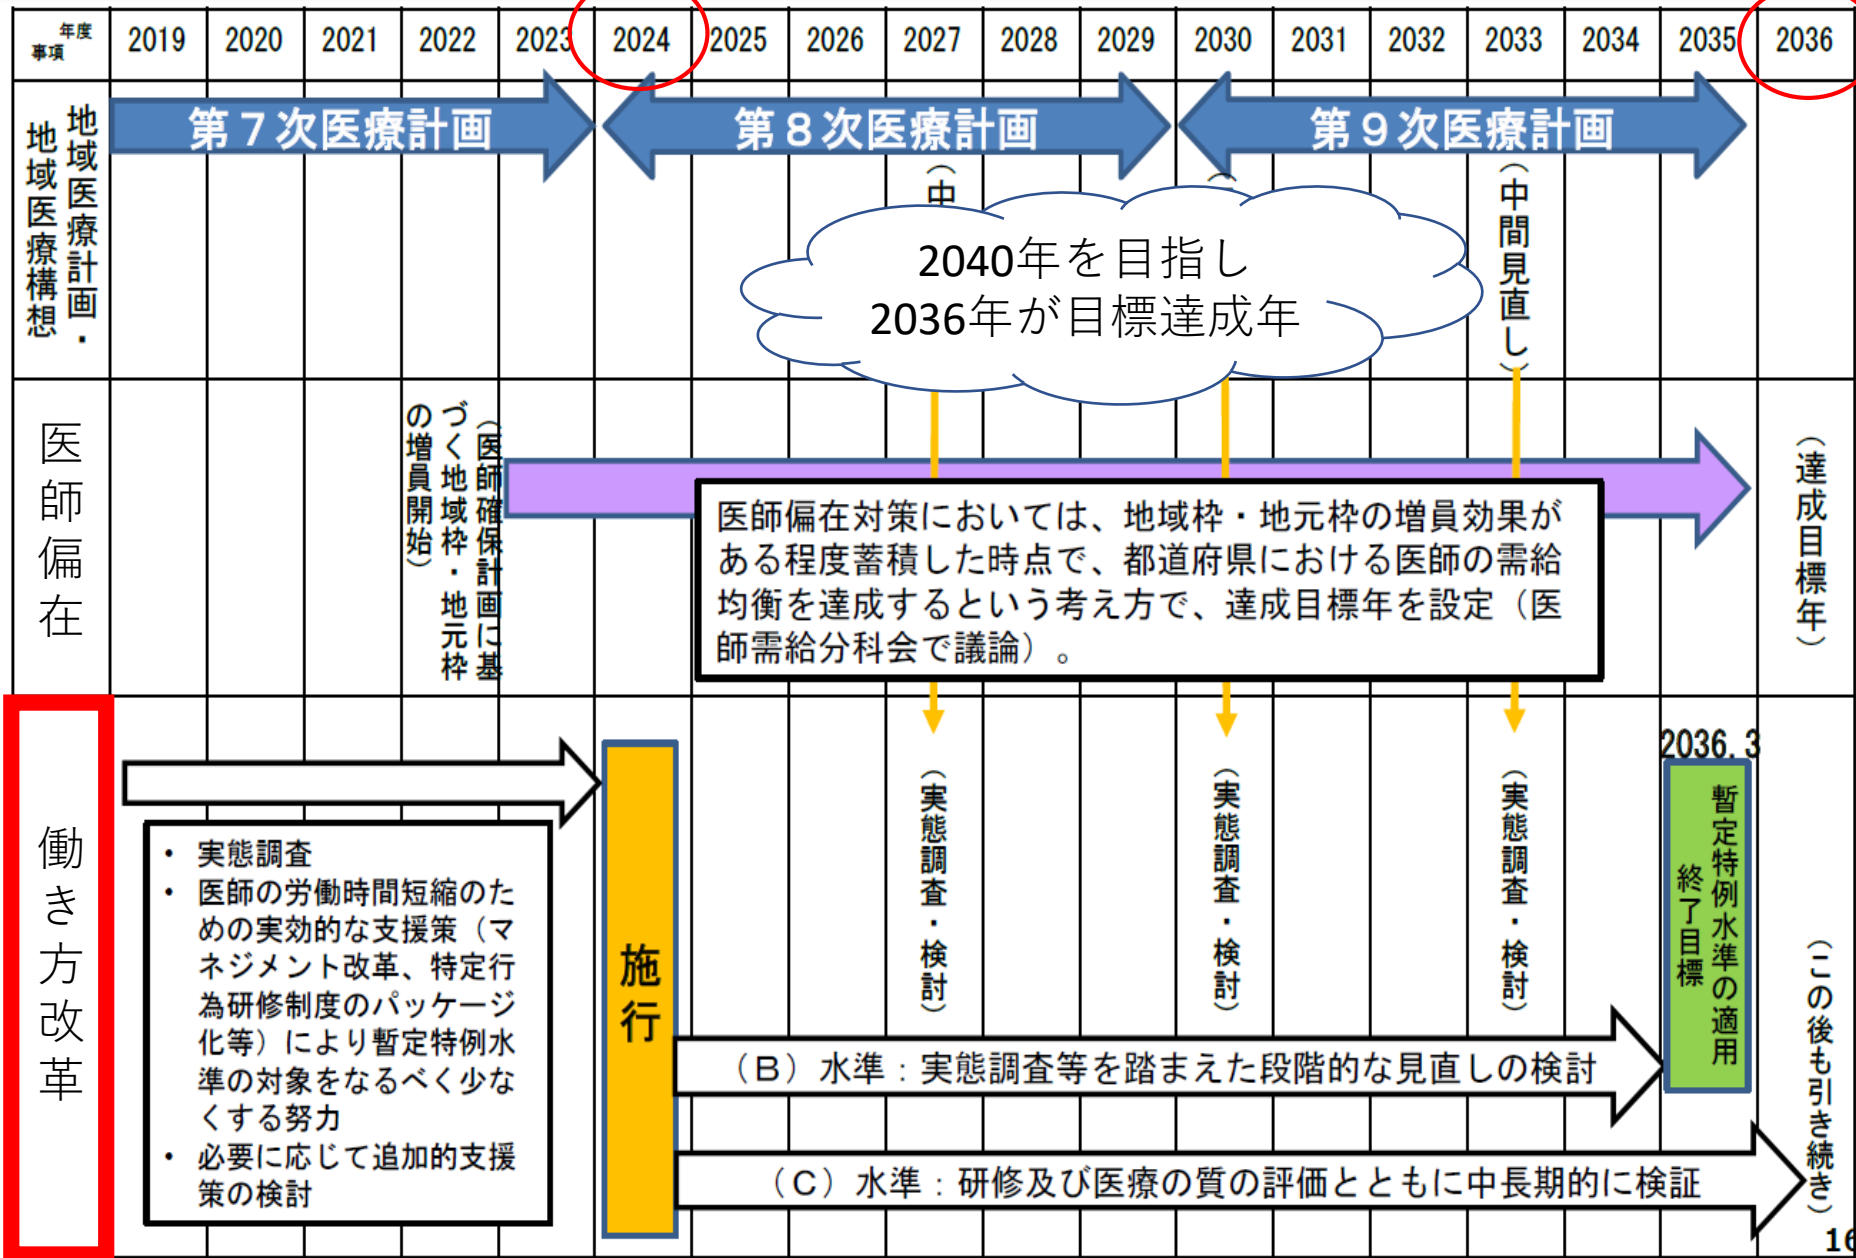 年度
事項
2019 2020 2021 2022 2023 2024 2025 2026 2027 2028 2029 2030 2031 2032 2033 2034 2035 2036
地域医療計画・
地域医療構想
第7次医療計画
第8次医療計画
第9次医療計画
（中
（
（中間見直し）
2040年を目指し
2036年が目標達成年
医師偏在
（医師確保計画に基
づく地域枠・地元枠
の増員開始）
医師偏在対策においては、地域枠・地元枠の増員効果が
ある程度蓄積した時点で、都道府県における医師の需給
均衡を達成するという考え方で、達成目標年を設定（医
師需給分科会で議論）。
（達成目標年）
働き方改革
• 実態調査
• 医師の労働時間短縮のた
めの実効的な支援策（マ
ネジメント改革、特定行
為研修制度のパッケージ
化等）により暫定特例水
準の対象をなるべく少な
くする努力
• 必要に応じて追加的支援
策の検討
施行
（実態調査・検討）
（実態調査・検討）
（実態調査・検討）
2036.3
暫定特例水準の適用
終了目標
（B）水準：実態調査等を踏まえた段階的な見直しの検討
（C）水準：研修及び医療の質の評価とともに中長期的に検証
（この後も引き続き）
16